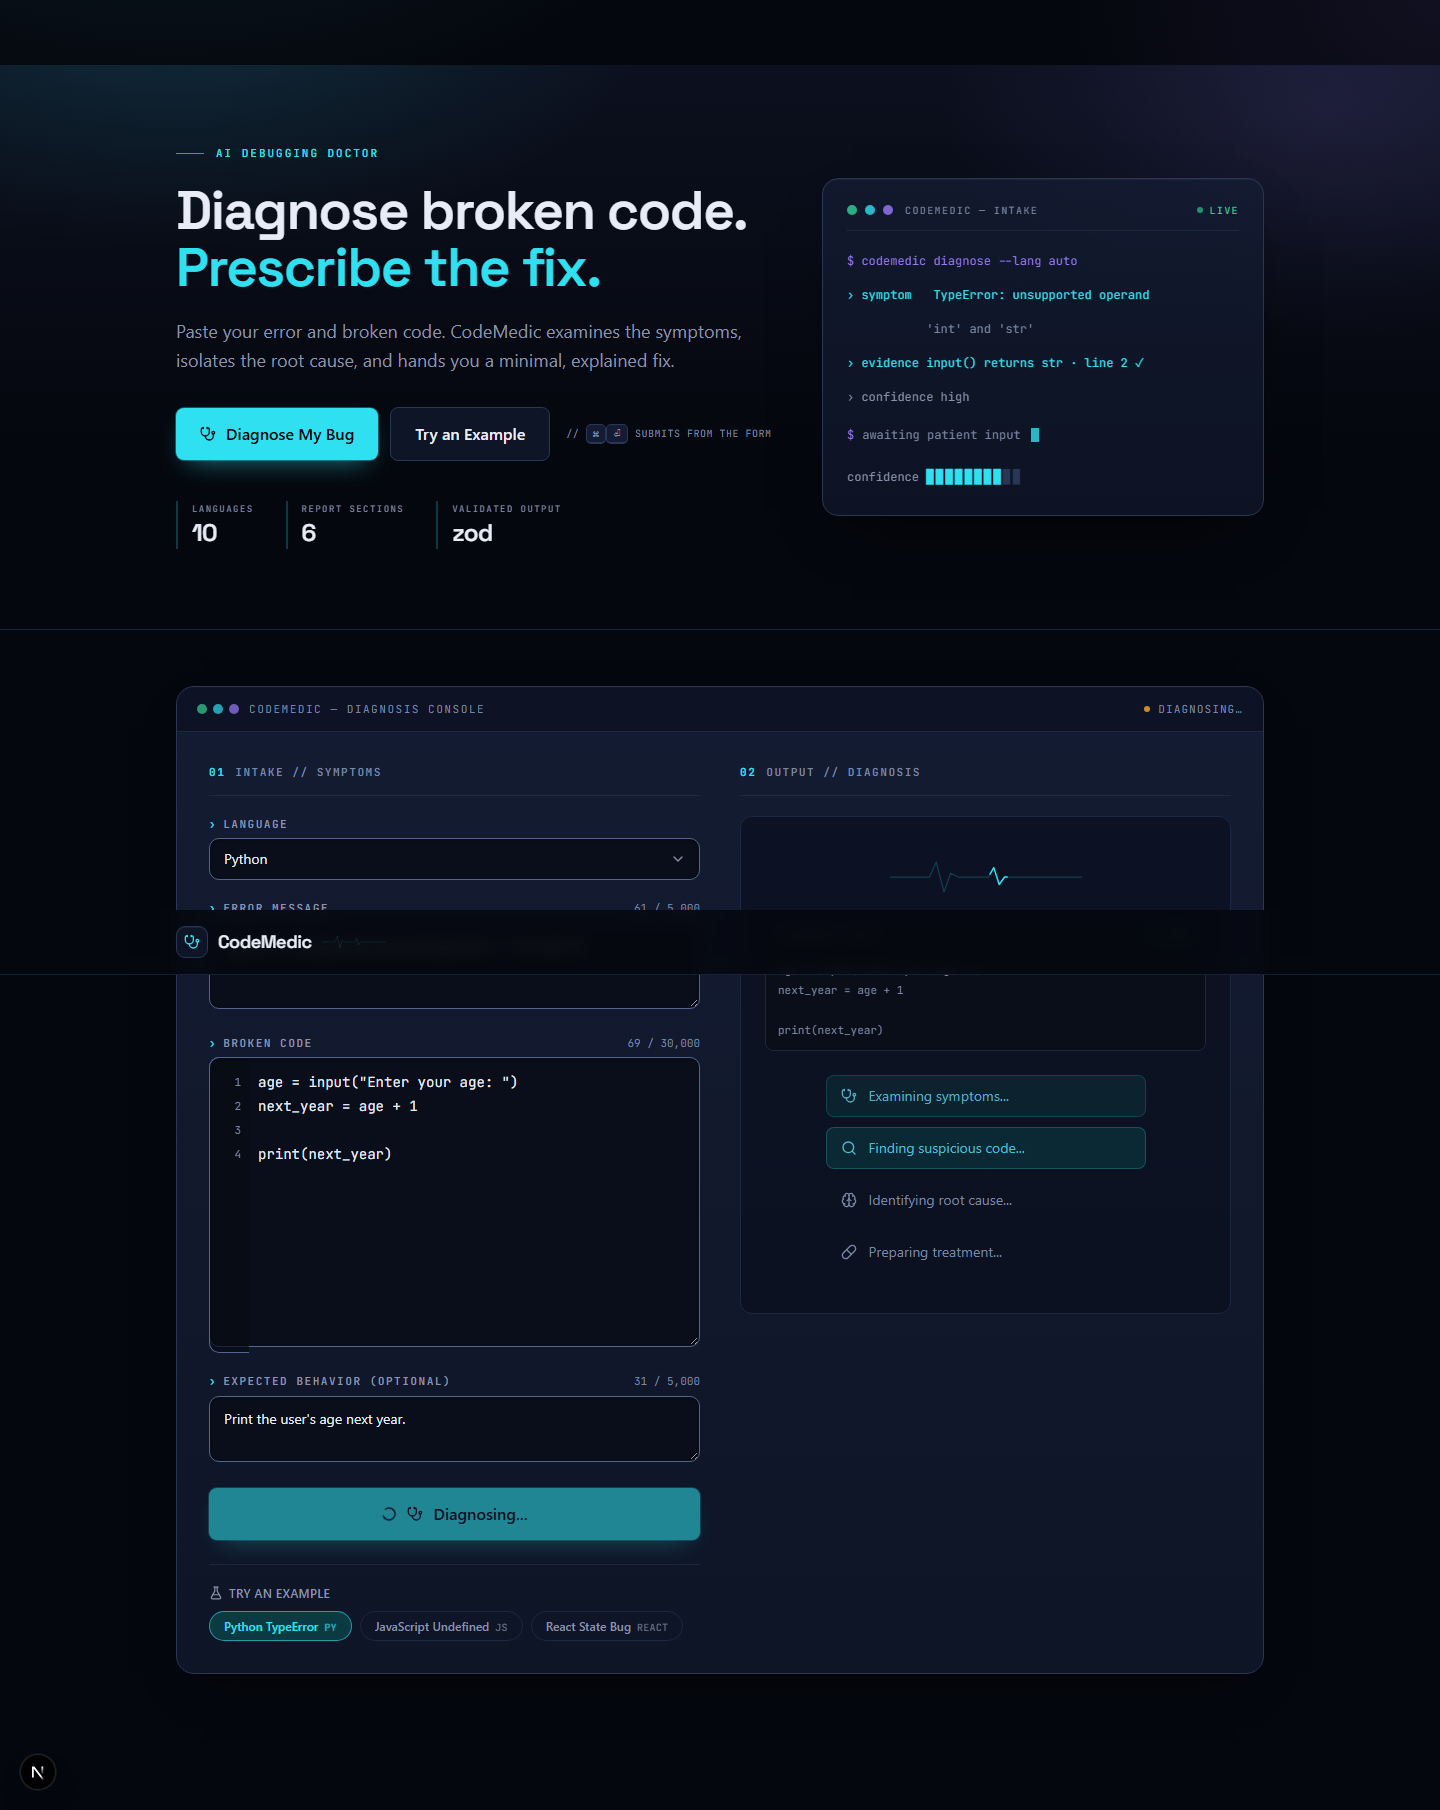 AI DEBUGGING DOCTOR
Diagnose broken code.
Prescribe the fix.
Paste your error and broken code. CodeMedic examines the symptoms,
isolates the root cause, and hands you a minimal, explained fix.
Diagnose My Bug
Try an Example
// ⌘ ⏎ SUBMITS FROM THE FORM
LANGUAGES
10
REPORT SECTIONS
6
VALIDATED OUTPUT
zod
CODEMEDIC — INTAKE
LIVE
$ codemedic diagnose --lang auto
› symptom TypeError: unsupported operand
'int' and 'str'
› evidence input() returns str · line 2 ✓
› confidence high
$ awaiting patient input
confidence
CODEMEDIC — DIAGNOSIS CONSOLE
DIAGNOSING…
01 INTAKE // SYMPTOMS
› LANGUAGE
Python
› ERROR MESSAGE
61 / 5,000
CodeMedic
› BROKEN CODE
69 / 30,000
1 age = input("Enter your age: ")
2 next_year = age + 1
3
4 print(next_year)
› EXPECTED BEHAVIOR (OPTIONAL)
31 / 5,000
Print the user's age next year.
Diagnosing...
TRY AN EXAMPLE
Python TypeError PY
JavaScript Undefined JS
React State Bug REACT
02 OUTPUT // DIAGNOSIS
next_year = age + 1
print(next_year)
Examining symptoms...
Finding suspicious code...
Identifying root cause...
Preparing treatment...
N